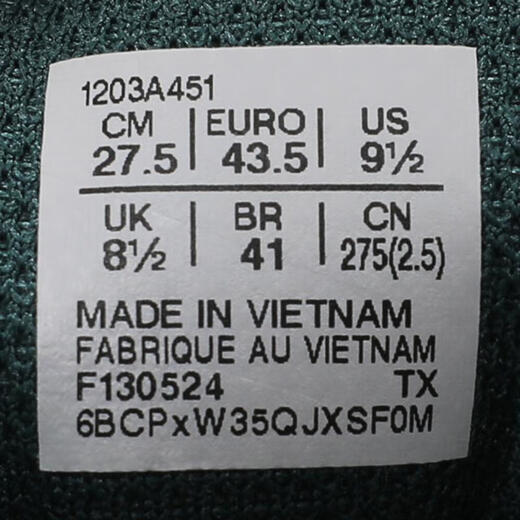 1203A451
CM | EURO | US
27.5 | 43.5 | 9½
UK | BR | CN
8½ | 41 | 275(2.5)
MADE IN VIETNAM
FABRIQUE AU VIETNAM
F130524 TX
6BCPxW35QJXSF0M